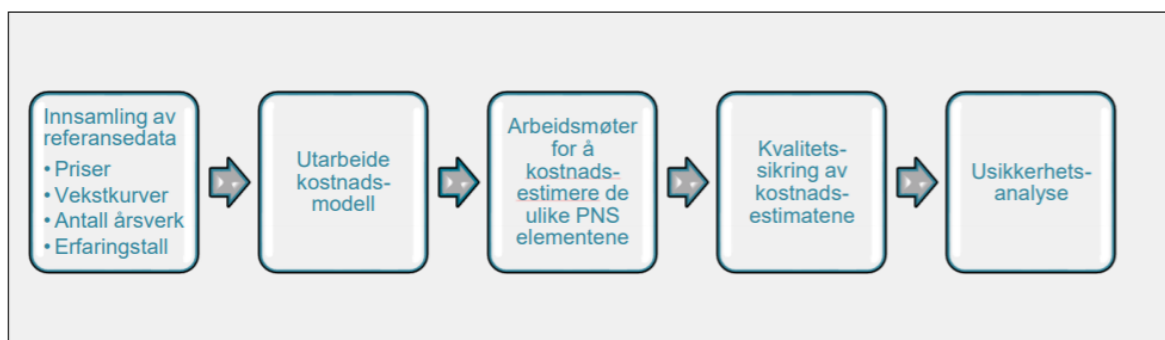 Innsamling av
referansedata
• Priser
• Vekstkurver
• Antall årsverk
• Erfaringstall
Utarbeide
kostnads-
modell
Arbeidsmøter
for å
kostnads-
estimere de
ulike PNS
elementene
Kvalitets-
sikring av
kostnads-
estimatene
Usikkerhets-
analyse